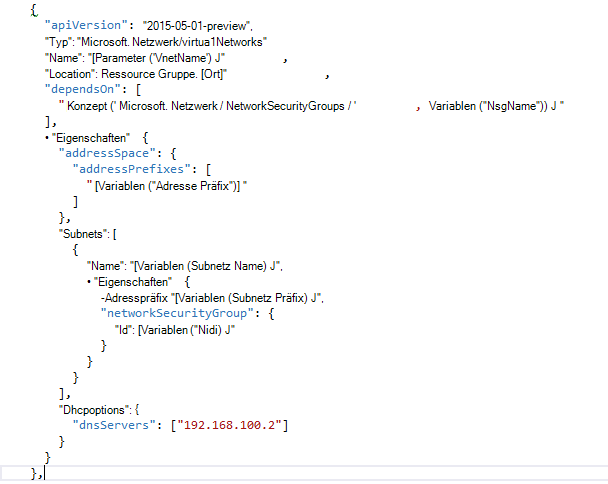 {
"apiVersion": "2015-05-01-preview",
"Typ": "Microsoft. Netzwerk/virtua1Networks"
"Name": "[Parameter ('VnetName') J" ,
"Location": Ressource Gruppe. [Ort]" ,
"dependsOn": [
" Konzept (' Microsoft. Netzwerk / NetworkSecurityGroups / ' , Variablen ("NsgName")) J "
],
• "Eigenschaften" {
"addressSpace": {
"addressPrefixes": [
" [Variablen ("Adresse Präfix")] "
]
},
"Subnets": [
{
"Name": "[Variablen (Subnetz Name) J",
• "Eigenschaften" {
-Adresspräfix "[Variablen (Subnetz Präfix) J",
"networkSecurityGroup": {
"Id": [Variablen ("Nidi) J"
}
}
}
],
"Dhcpoptions": {
"dnsServers": ["192.168.100.2"]
}
}
},